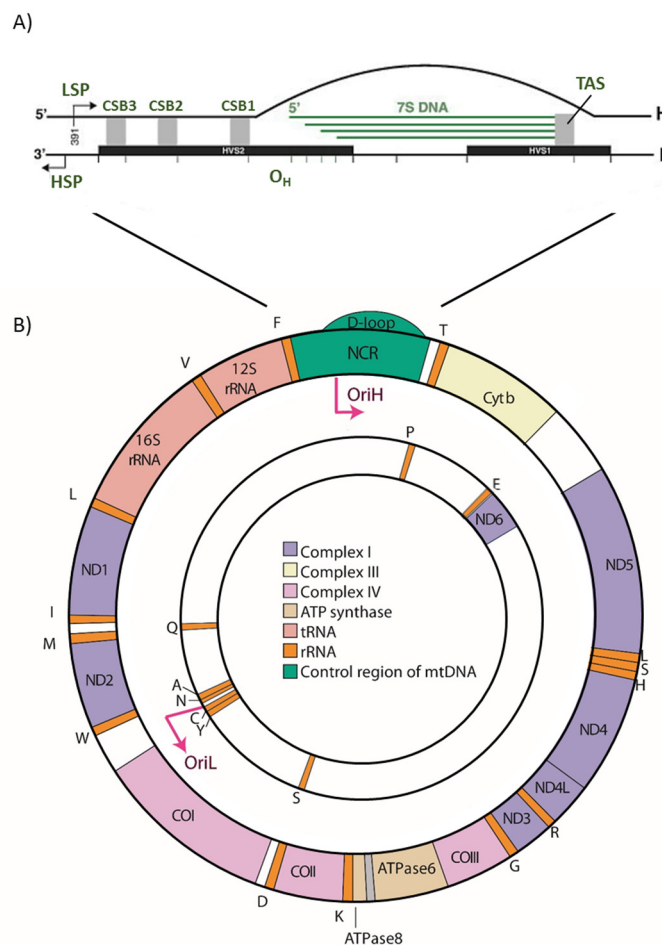 A)
LSP
CSB3
CSB2
CSB1
5'
7S DNA
TAS
5'
H
391
3'
HVS2
HVS1
HSP
OH
B)
D-loop
F
NCR
T
V
12S
rRNA
Cytb
OriH
16S
rRNA
P
E
ND6
L
ND5
ND1
Complex I
Complex III
Complex IV
ATP synthase
tRNA
rRNA
Control region of mtDNA
I
Q
M
L
S
H
ND2
A
N
C
Y
ND4
W
OriL
S
ND4L
COI
ND3
R
COIII
G
ATPase6
COII
D
K
ATPase8